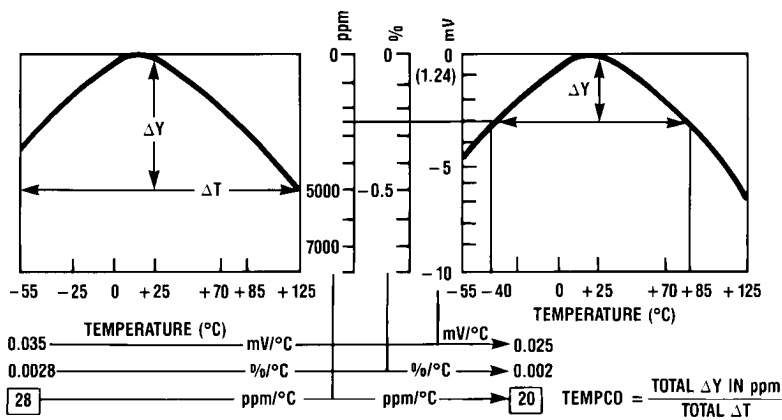 ppm
%
mV
0
0
0
(1.24)
ΔY
ΔY
ΔT
5000
−0.5
−5
7000
−10
−55 −25 0 +25 +70 +85 +125
−55 −40 0 +25 +70 +85 +125
TEMPERATURE (°C)
TEMPERATURE (°C)
0.035 mV/°C mV/°C 0.025
0.0028 %/°C %/°C 0.002
28 ppm/°C ppm/°C 20
TEMPCO = TOTAL ΔY IN ppm
TOTAL ΔT